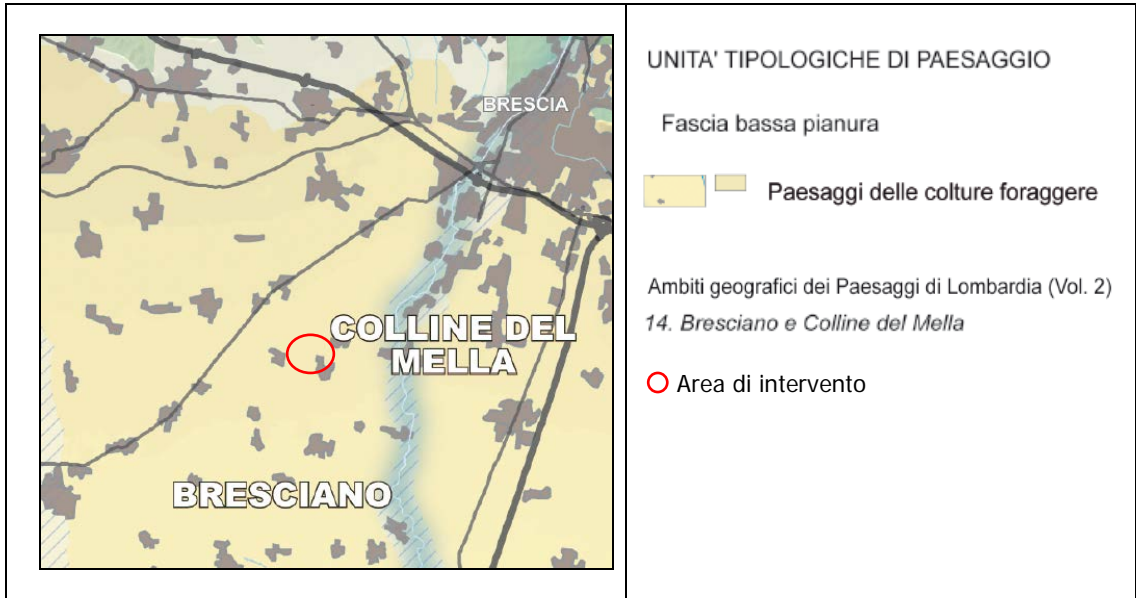 BRESCIA
COLLINE DEL
MELLA
BRESCIANO
UNITA' TIPOLOGICHE DI PAESAGGIO
Fascia bassa pianura
Paesaggi delle colture foraggere
Ambiti geografici dei Paesaggi di Lombardia (Vol. 2)
14. Bresciano e Colline del Mella
Area di intervento